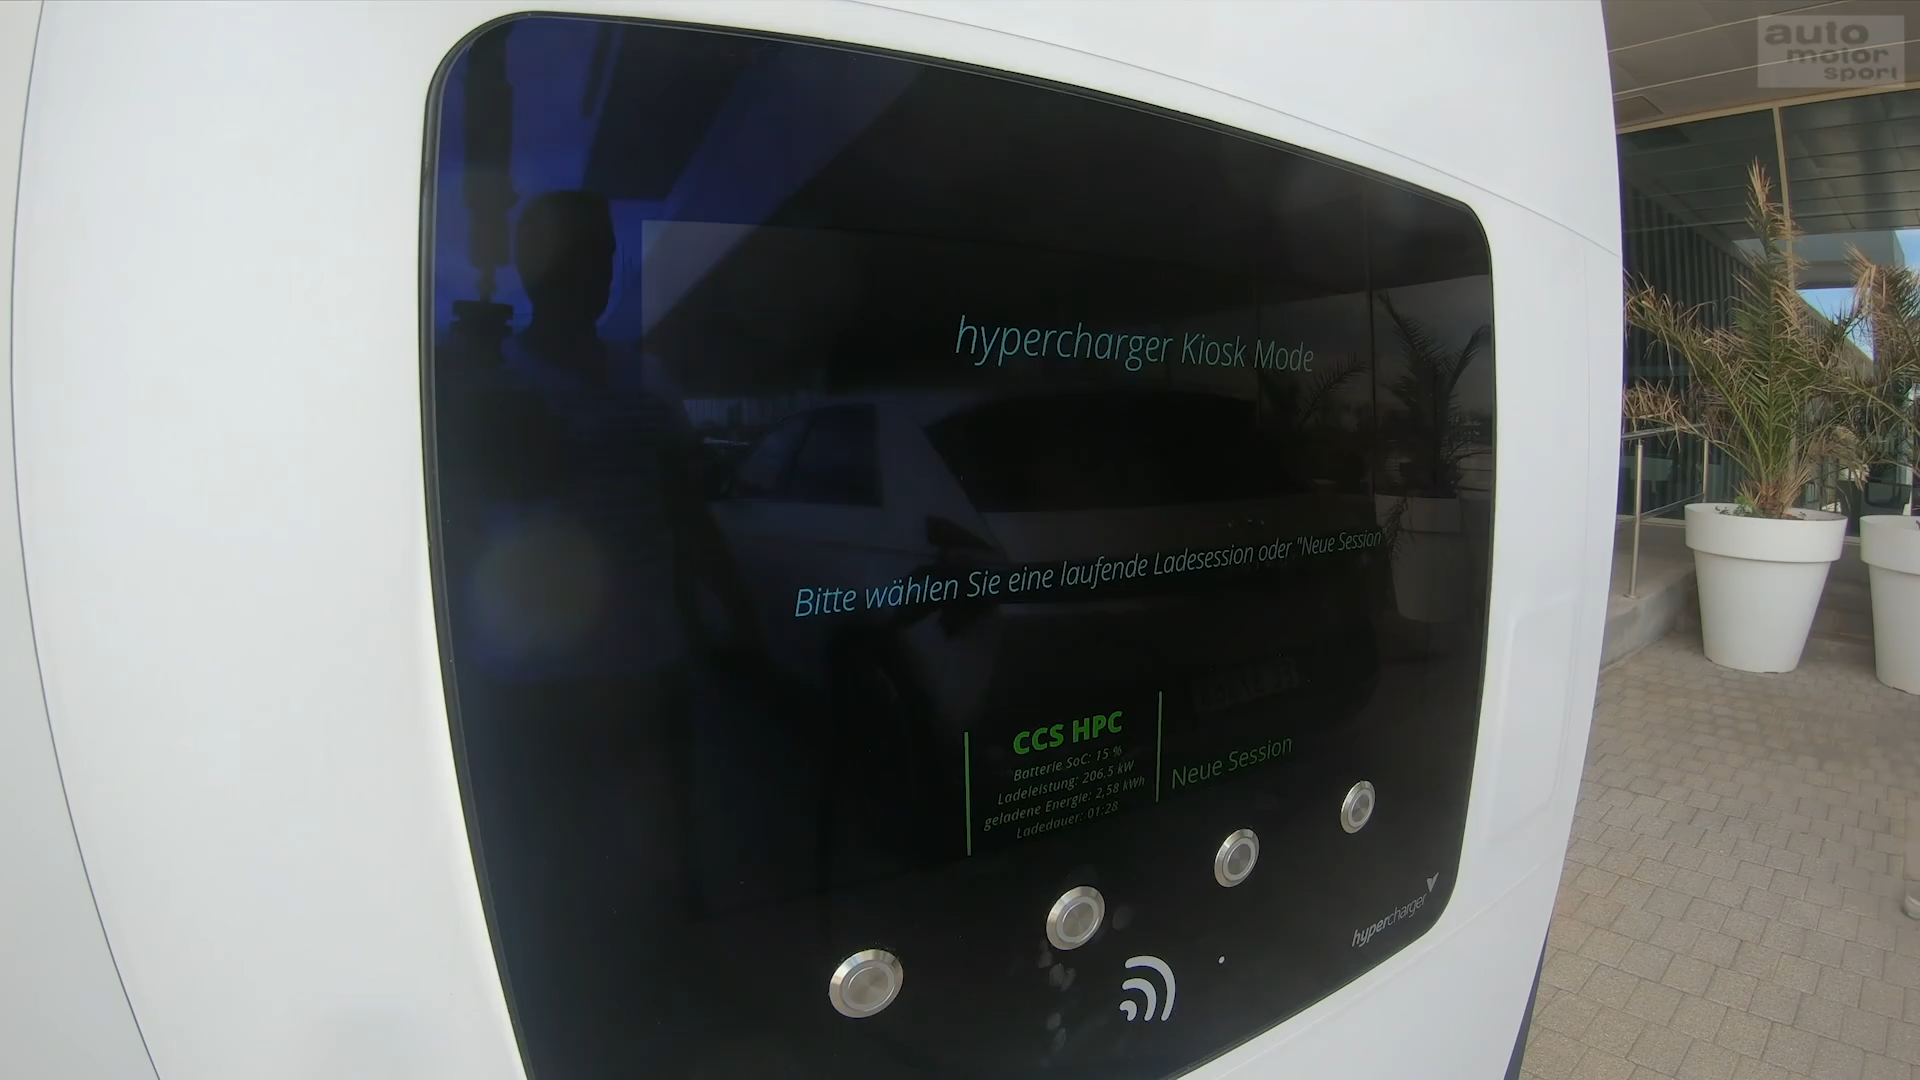 auto
motor
sport
hypercharger Kiosk Mode
Bitte wählen Sie eine laufende Ladesession oder "Neue Session"
CCS HPC
Batterie SoC: 15 %
Ladeleistung: 206.5 kW
geladene Energie: 2,58 kWh
Ladedauer: 01:28
Neue Session
hypercharger